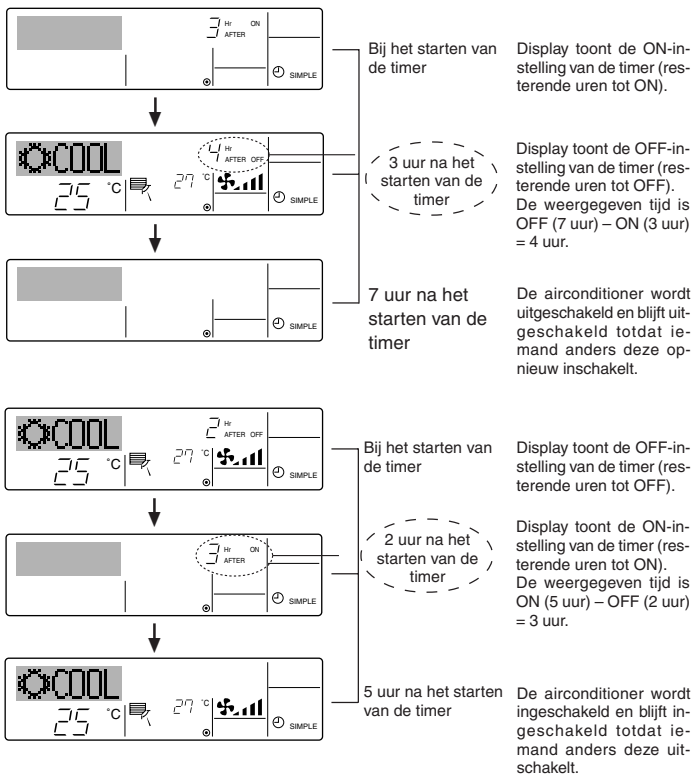 3 Hr ON
AFTER
SIMPLE
Bij het starten van
de timer
Display toont de ON-in-
stelling van de timer (res-
terende uren tot ON).
COOL
4 Hr
AFTER OFF
25 °C
27 °C
SIMPLE
3 uur na het
starten van de
timer
Display toont de OFF-in-
stelling van de timer (res-
terende uren tot OFF).
De weergegeven tijd is
OFF (7 uur) – ON (3 uur)
= 4 uur.
SIMPLE
7 uur na het
starten van de
timer
De airconditioner wordt
uitgeschakeld en blijft uit-
geschakeld totdat ie-
mand anders deze op-
nieuw inschakelt.
COOL
2 Hr
AFTER OFF
25 °C
27 °C
SIMPLE
Bij het starten van
de timer
Display toont de OFF-in-
stelling van de timer (res-
terende uren tot OFF).
3 Hr ON
AFTER
SIMPLE
2 uur na het
starten van de
timer
Display toont de ON-in-
stelling van de timer (res-
terende uren tot ON).
De weergegeven tijd is
ON (5 uur) – OFF (2 uur)
= 3 uur.
COOL
25 °C
27 °C
SIMPLE
5 uur na het starten
van de timer
De airconditioner wordt
ingeschakeld en blijft in-
geschakeld totdat ie-
mand anders deze uit-
schakelt.